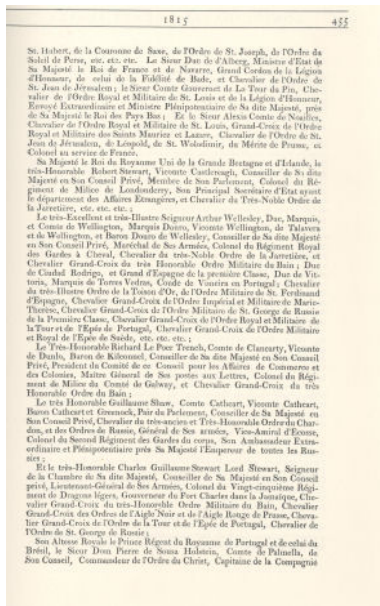 1815 455
St. Hubert, de la Couronne de Saxe, de l'Ordre de St. Joseph, de l'Ordre du
Soleil de Perse, etc. etc. etc. Le Sieur Duc de d'Alberg, Ministre d'Etat de
Sa Majesté le Roi de France et de Navarre, Grand Cordon de la Légion
d'Honneur, de celui de la Fidélité de Bade, et Chevalier de l'Ordre de
St. Jean de Jérusalem; le Sieur Comte Gouvernet de La Tour du Pin, Che-
valier de l'Ordre Royal et Militaire de St. Louis et de la Légion d'Honneur,
Envoyé Extraordinaire et Ministre Plénipotentiaire de Sa dite Majesté, près
de Sa Majesté le Roi des Pays Bas; Et le Sieur Alexis Comte de Noailles,
Chevalier de l'Ordre Royal et Militaire de St. Louis, Grand-Croix de l'Ordre
Royal et Militaire des Saints Maurice et Lazare, Chevalier de l'Ordre de St.
Jean de Jérusalem, de Léopold, de St. Wolodimir, du Mérite de Prusse, et
Colonel au service de France.
Sa Majesté le Roi du Royaume Uni de la Grande Bretagne et d'Irlande, le
très-Honorable Robert Stewart, Vicomte Castlereagh, Conseiller de Sa dite
Majesté en Son Conseil Privé, Membre de Son Parlement, Colonel du Ré-
giment de Milice de Londonderry, Son Principal Secrétaire d'Etat ayant
le département des Affaires Etrangères, et Chevalier du Très-Noble Ordre de
la Jarretière, etc. etc. etc. ;
Le très-Excellent et très-Illustre Seigneur Arthur Wellesley, Duc, Marquis,
et Comte de Wellington, Marquis Douro, Vicomte Wellington, de Talavera
et de Wellington, et Baron Douro de Wellesley, Conseiller de Sa dite Majesté
en Son Conseil Privé, Maréchal de Ses Armées, Colonel du Régiment Royal
des Gardes à Cheval, Chevalier du très-Noble Ordre de la Jarretière, et
Chevalier Grand-Croix du très Honorable Ordre Militaire du Bain; Duc
de Ciudad Rodrigo, et Grand d'Espagne de la première Classe, Duc de Vit-
toria, Marquis de Torres Vedras, Comte de Vimeira en Portugal; Chevalier
du très-Illustre Ordre de la Toison d'Or, de l'Ordre Militaire de St. Ferdinand
d'Espagne, Chevalier Grand-Croix de l'Ordre Impérial et Militaire de Marie-
Thérèse, Chevalier Grand-Croix de l'Ordre Militaire de St. George de Russie
de la Première Classe, Chevalier Grand-Croix de l'Ordre Royal et Militaire de
la Tour et de l'Epée de Portugal, Chevalier Grand-Croix de l'Ordre Militaire
et Royal de l'Epée de Suède, etc. etc. etc. ;
Le Très-Honorable Richard Le Poer Trench, Comte de Clancarty, Vicomte
de Dunlo, Baron de Kilconnel, Conseiller de Sa dite Majesté en Son Conseil
Privé, Président du Comité de ce Conseil pour les Affaires de Commerce et
des Colonies, Maître Général de Ses postes aux Lettres, Colonel du Régi-
ment de Milice du Comté de Galway, et Chevalier Grand-Croix du très
Honorable Ordre du Bain;
Le très Honorable Guillaume Shaw, Comte Cathcart, Vicomte Cathcart,
Baron Cathcart et Greenock, Pair du Parlement, Conseiller de Sa Majesté en
Son Conseil Privé, Chevalier du très-ancien et Très-Honorable Ordre du Char-
don, et des Ordres de Russie, Général de Ses armées, Vice-Amiral d'Ecosse,
Colonel du Second Régiment des Gardes du corps, Son Ambassadeur Extra-
ordinaire et Plénipotentiaire près Sa Majesté l'Empereur de toutes les Rus-
sies;
Et le très-Honorable Charles Guillaume Stewart Lord Stewart, Seigneur
de la Chambre de Sa dite Majesté, Conseiller de Sa Majesté en Son Conseil
privé, Lieutenant-Général de Ses Armées, Colonel du Vingt-cinquième Régi-
ment de Dragons légers, Gouverneur du Fort Charles dans la Jamaïque, Che-
valier Grand-Croix du très-Honorable Ordre Militaire du Bain, Chevalier
Grand-Croix des Ordres de l'Aigle Noir et de l'Aigle Rouge de Prusse, Cheva-
lier Grand-Croix de l'Ordre de la Tour et de l'Epée de Portugal, Chevalier de
l'Ordre de St. George de Russie;
Son Altesse Royale le Prince Régent du Royaume de Portugal et de celui du
Brésil, le Sieur Dom Pierre de Sousa Holstein, Comte de Palmella, de
Son Conseil, Commandeur de l'Ordre du Christ, Capitaine de la Compagnie